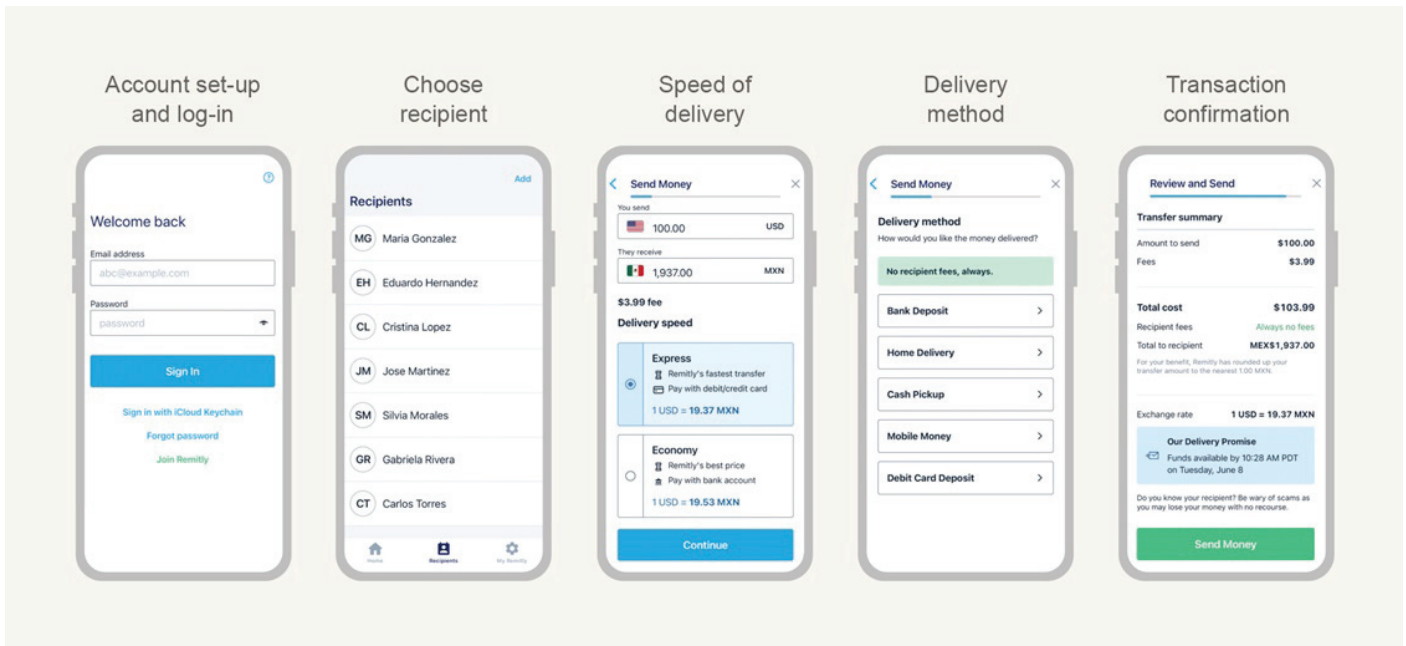 Account set-up
and log-in
Welcome back
Email address
abc@example.com
Password
password
Sign In
Sign in with iCloud Keychain
Forgot password
Join Remitly
Choose
recipient
Add
Recipients
MG Maria Gonzalez
EH Eduardo Hernandez
CL Cristina Lopez
JM Jose Martinez
SM Silvia Morales
GR Gabriela Rivera
CT Carlos Torres
Home Recipients My Remitly
Speed of
delivery
Send Money
You send
100.00 USD
They receive
1,937.00 MXN
$3.99 fee
Delivery speed
Express
Remitly's fastest transfer
Pay with debit/credit card
1 USD = 19.37 MXN
Economy
Remitly's best price
Pay with bank account
1 USD = 19.53 MXN
Continue
Delivery
method
Send Money
Delivery method
How would you like the money delivered?
No recipient fees, always.
Bank Deposit
Home Delivery
Cash Pickup
Mobile Money
Debit Card Deposit
Transaction
confirmation
Review and Send
Transfer summary
Amount to send $100.00
Fees $3.99
Total cost $103.99
Recipient fees Always no fees
Total to recipient MEX$1,937.00
For your benefit, Remitly has rounded up your
transfer amount to the nearest 1.00 MXN.
Exchange rate 1 USD = 19.37 MXN
Our Delivery Promise
Funds available by 10:28 AM PDT
on Tuesday, June 8
Do you know your recipient? Be wary of scams as
you may lose your money with no recourse.
Send Money